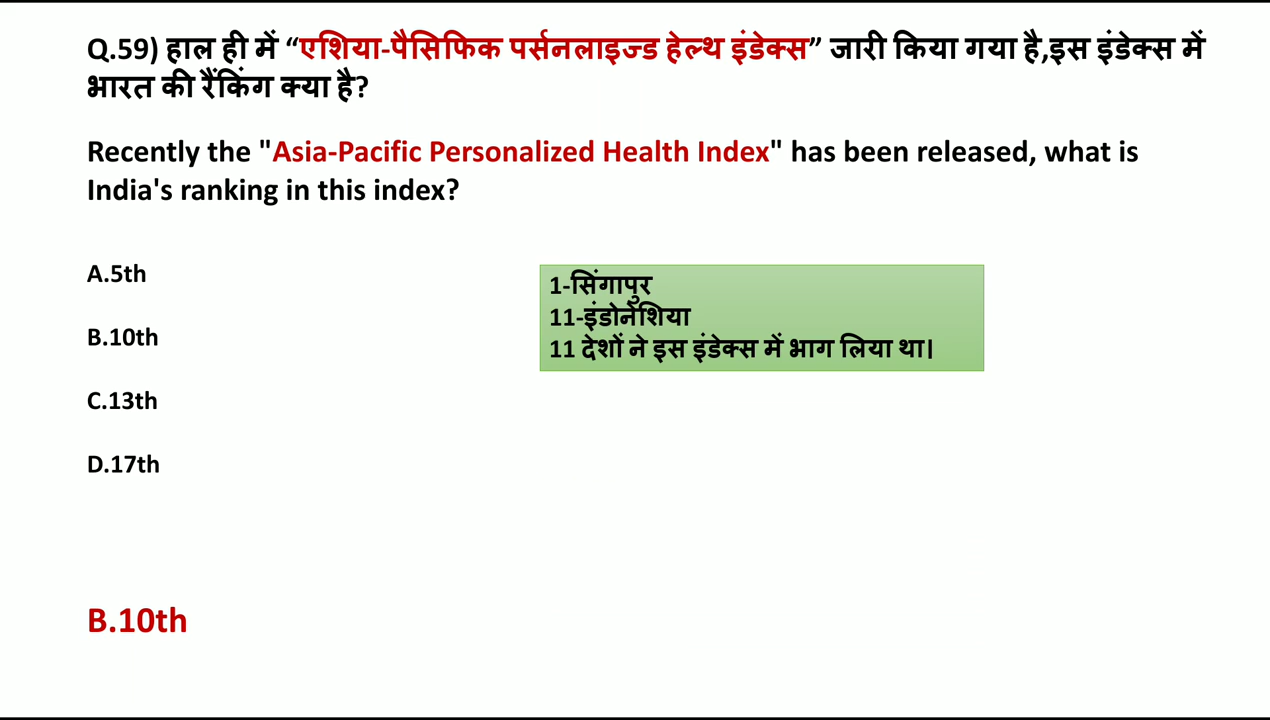 Q.59) हाल ही में “एशिया-पैसिफिक पर्सनलाइज्ड हेल्थ इंडेक्स” जारी किया गया है,इस इंडेक्स में
भारत की रैंकिंग क्या है?
Recently the "Asia-Pacific Personalized Health Index" has been released, what is
India's ranking in this index?
A.5th
B.10th
C.13th
D.17th
1-सिंगापुर
11-इंडोनेशिया
11 देशों ने इस इंडेक्स में भाग लिया था।
B.10th